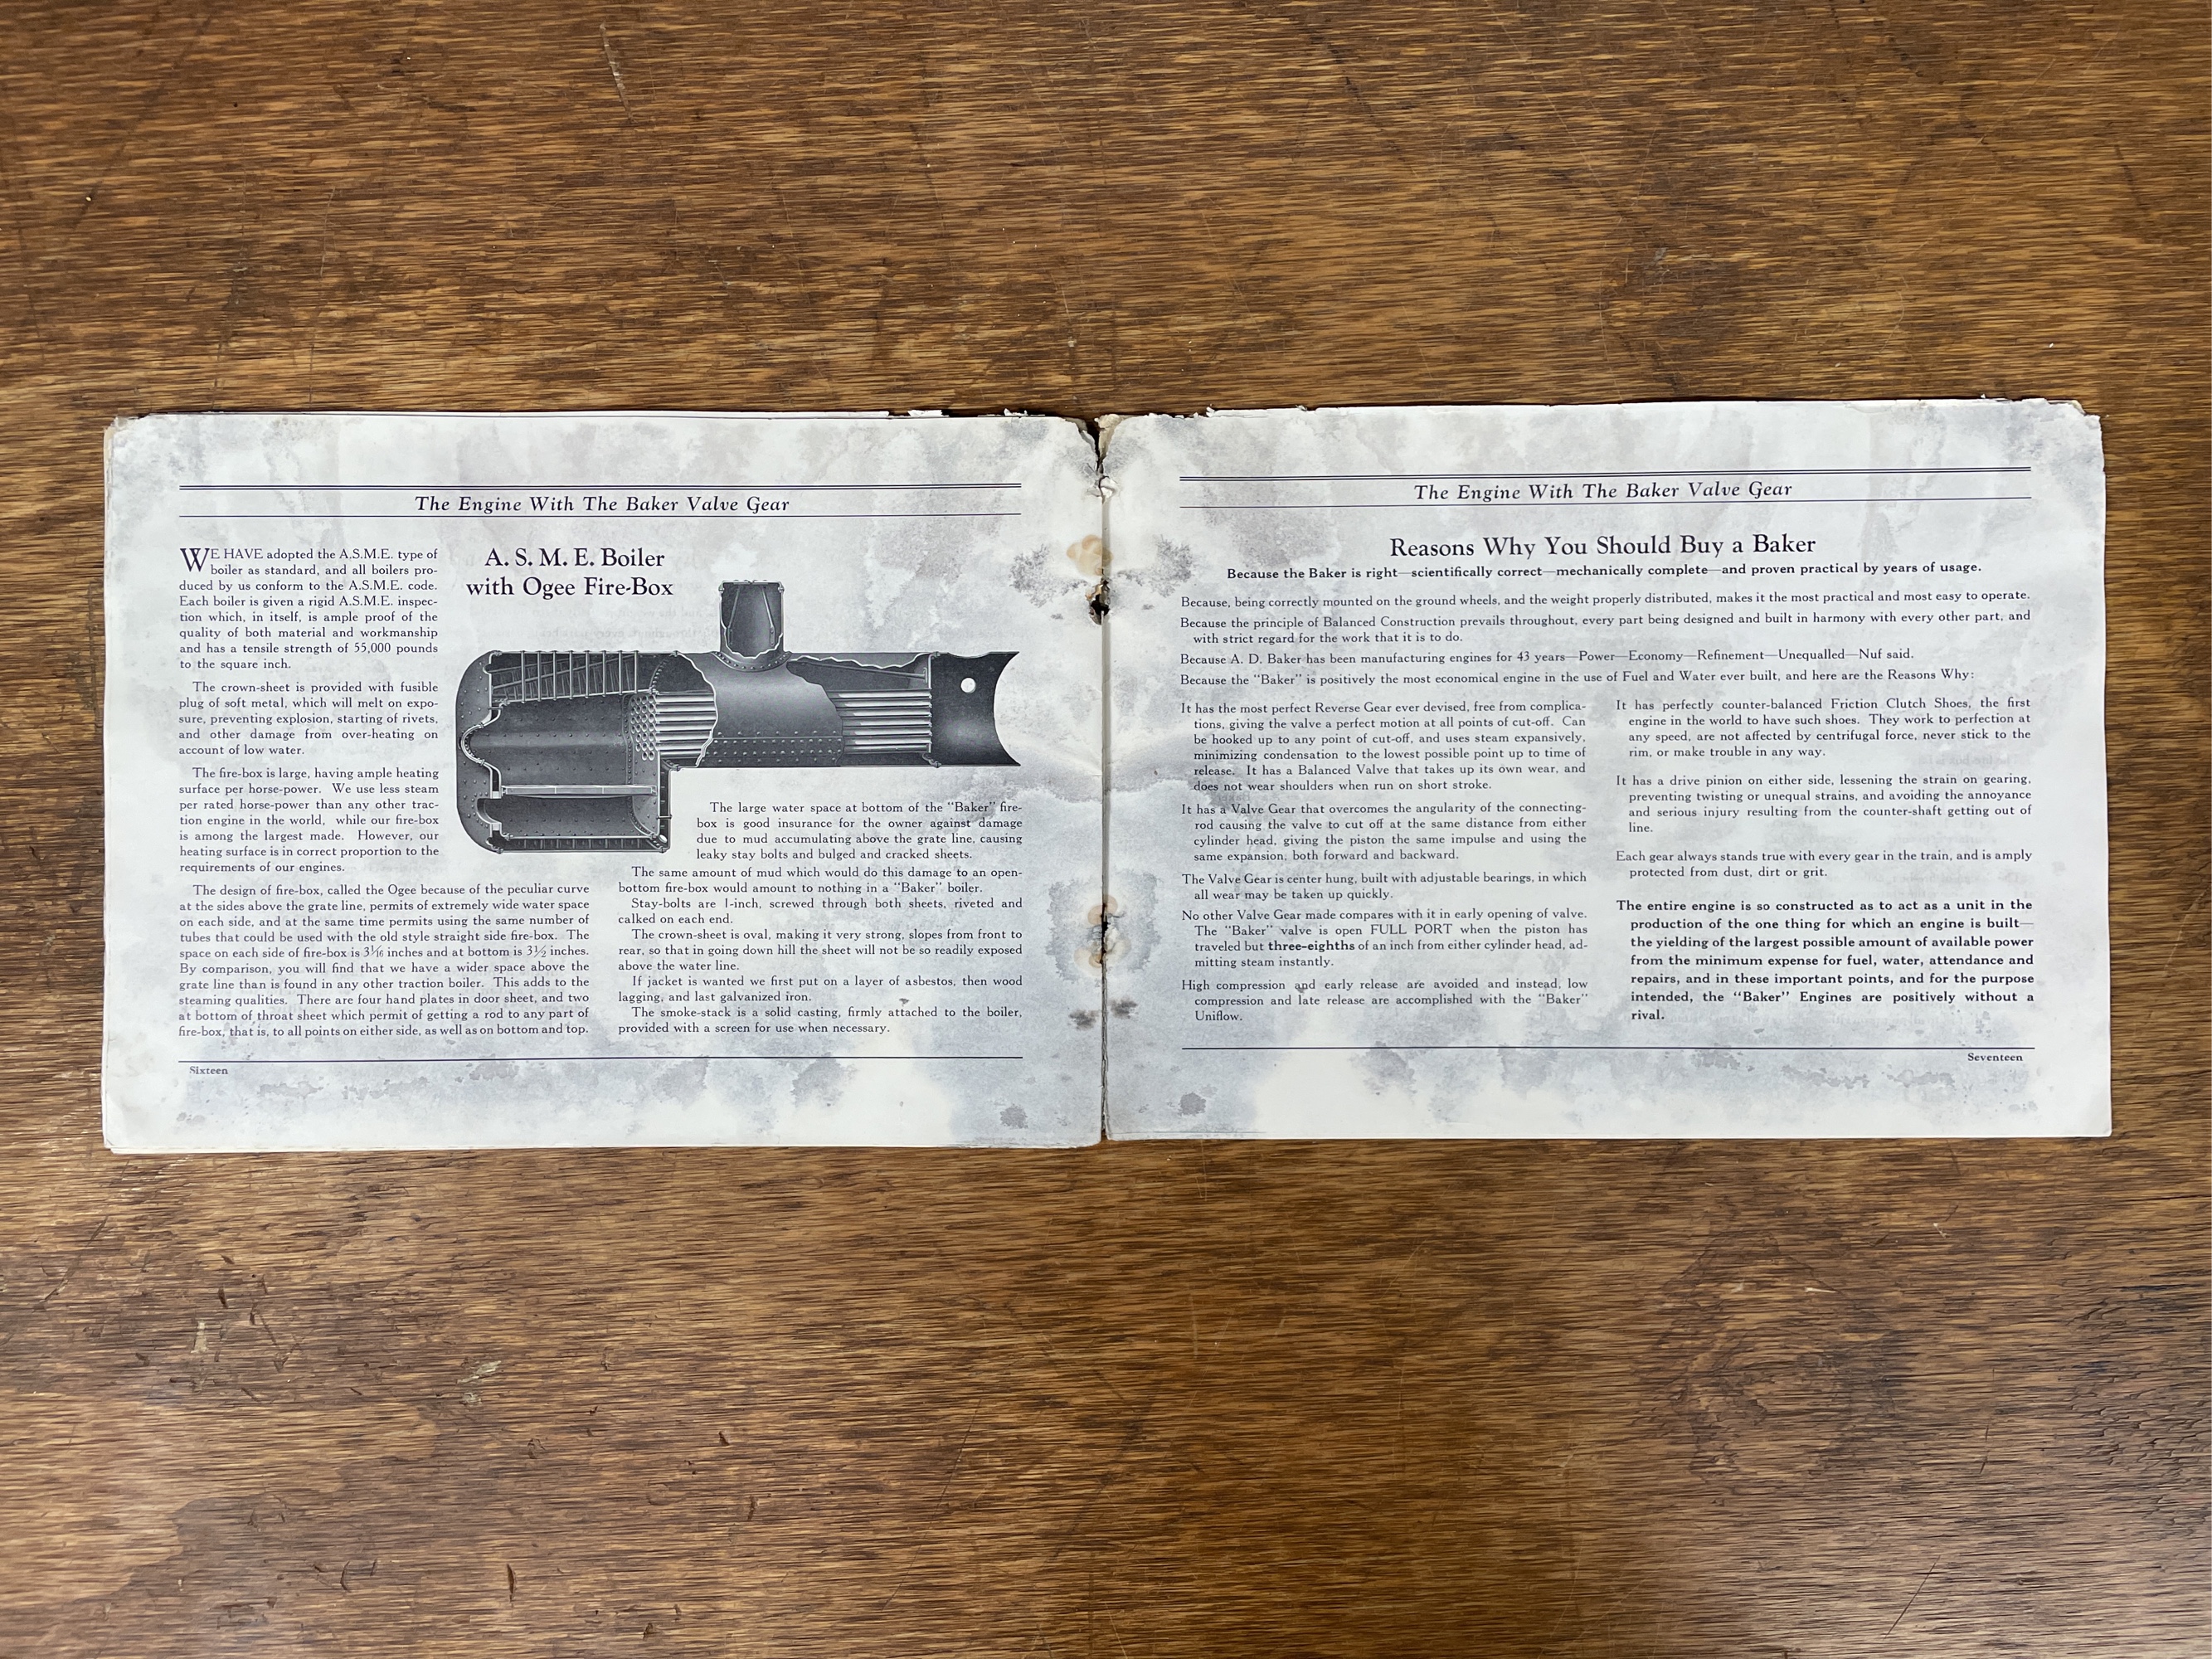 The Engine With The Baker Valve Gear
A. S. M. E. Boiler
with Ogee Fire-Box
WE HAVE adopted the A.S.M.E. type of
boiler as standard, and all boilers pro-
duced by us conform to the A.S.M.E. code.
Each boiler is given a rigid A.S.M.E. inspec-
tion which, in itself, is ample proof of the
quality of both material and workmanship
and has a tensile strength of 55,000 pounds
to the square inch.
The crown-sheet is provided with fusible
plug of soft metal, which will melt on expo-
sure, preventing explosion, starting of rivets,
and other damage from over-heating on
account of low water.
The fire-box is large, having ample heating
surface per horse-power. We use less steam
per rated horse-power than any other trac-
tion engine in the world, while our fire-box
is among the largest made. However, our
heating surface is in correct proportion to the
requirements of our engines.
The design of fire-box, called the Ogee because of the peculiar curve
at the sides above the grate line, permits of extremely wide water space
on each side, and at the same time permits using the same number of
tubes that could be used with the old style straight side fire-box. The
space on each side of fire-box is 3 1/16 inches and at bottom is 3 1/2 inches.
By comparison, you will find that we have a wider space above the
grate line than is found in any other traction boiler. This adds to the
steaming qualities. There are four hand plates in door sheet, and two
at bottom of throat sheet which permit of getting a rod to any part of
fire-box, that is, to all points on either side, as well as on bottom and top.
The large water space at bottom of the "Baker" fire-
box is good insurance for the owner against damage
due to mud accumulating above the grate line, causing
leaky stay bolts and bulged and cracked sheets.
The same amount of mud which would do this damage to an open-
bottom fire-box would amount to nothing in a "Baker" boiler.
Stay-bolts are 1-inch, screwed through both sheets, riveted and
calked on each end.
The crown-sheet is oval, making it very strong, slopes from front to
rear, so that in going down hill the sheet will not be so readily exposed
above the water line.
If jacket is wanted we first put on a layer of asbestos, then wood
lagging, and last galvanized iron.
The smoke-stack is a solid casting, firmly attached to the boiler,
provided with a screen for use when necessary.
Sixteen
The Engine With The Baker Valve Gear
Reasons Why You Should Buy a Baker
Because the Baker is right—scientifically correct—mechanically complete—and proven practical by years of usage.
Because, being correctly mounted on the ground wheels, and the weight properly distributed, makes it the most practical and most easy to operate.
Because the principle of Balanced Construction prevails throughout, every part being designed and built in harmony with every other part, and
with strict regard for the work that it is to do.
Because A. D. Baker has been manufacturing engines for 43 years—Power—Economy—Refinement—Unequalled—Nuf said.
Because the "Baker" is positively the most economical engine in the use of Fuel and Water ever built, and here are the Reasons Why:
It has the most perfect Reverse Gear ever devised, free from complica-
tions, giving the valve a perfect motion at all points of cut-off. Can
be hooked up to any point of cut-off, and uses steam expansively,
minimizing condensation to the lowest possible point up to time of
release. It has a Balanced Valve that takes up its own wear, and
does not wear shoulders when run on short stroke.
It has a Valve Gear that overcomes the angularity of the connecting-
rod causing the valve to cut off at the same distance from either
cylinder head, giving the piston the same impulse and using the
same expansion, both forward and backward.
The Valve Gear is center hung, built with adjustable bearings, in which
all wear may be taken up quickly.
No other Valve Gear made compares with it in early opening of valve.
The "Baker" valve is open FULL PORT when the piston has
traveled but three-eighths of an inch from either cylinder head, ad-
mitting steam instantly.
High compression and early release are avoided and instead, low
compression and late release are accomplished with the "Baker"
Uniflow.
It has perfectly counter-balanced Friction Clutch Shoes, the first
engine in the world to have such shoes. They work to perfection at
any speed, are not affected by centrifugal force, never stick to the
rim, or make trouble in any way.
It has a drive pinion on either side, lessening the strain on gearing,
preventing twisting or unequal strains, and avoiding the annoyance
and serious injury resulting from the counter-shaft getting out of
line.
Each gear always stands true with every gear in the train, and is amply
protected from dust, dirt or grit.
The entire engine is so constructed as to act as a unit in the
production of the one thing for which an engine is built—
the yielding of the largest possible amount of available power
from the minimum expense for fuel, water, attendance and
repairs, and in these important points, and for the purpose
intended, the "Baker" Engines are positively without a
rival.
Seventeen